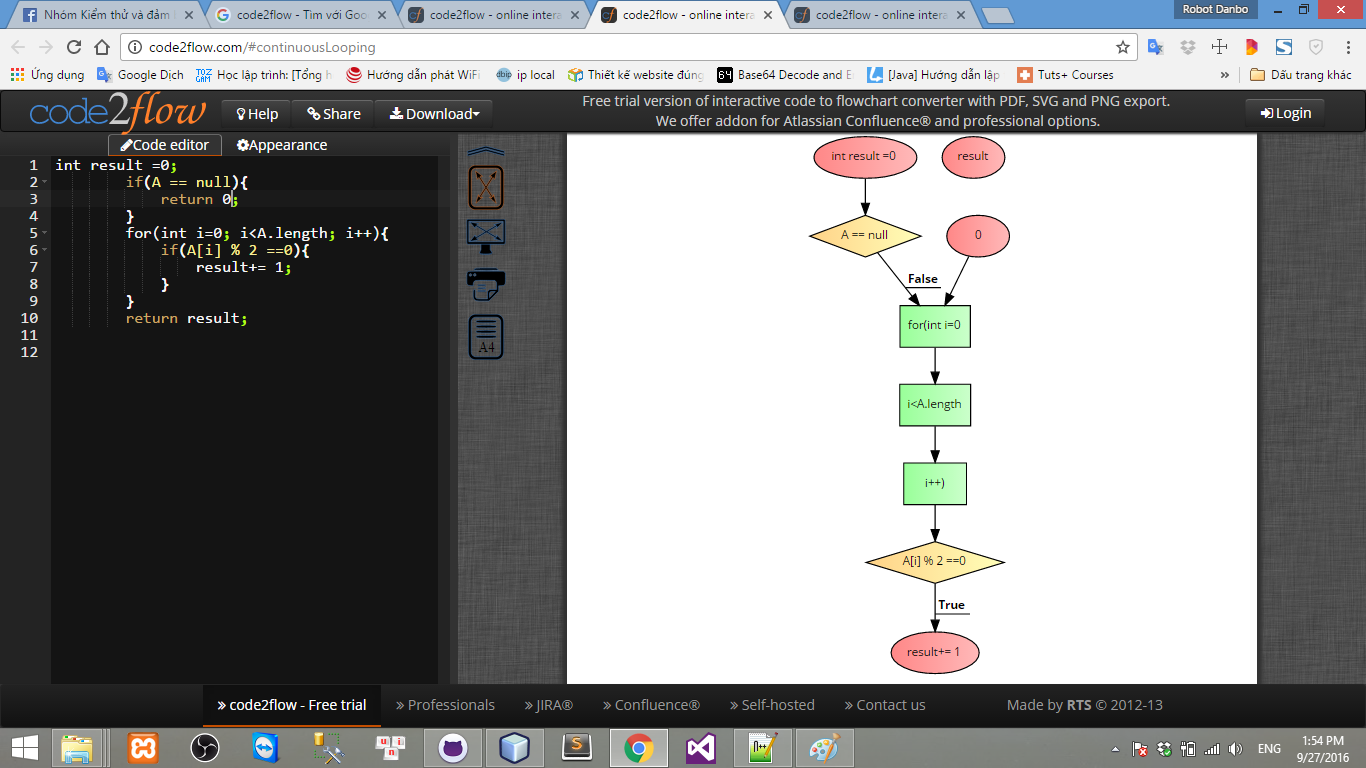 Robot Danbo
Nhóm Kiểm thử và đảm
code2flow - Tìm với Goo
code2flow - online intera
code2flow - online intera
code2flow - online intera
code2flow.com/#continuousLooping
Ứng dụng
Google Dịch
Học lập trình: [Tổng h
Hướng dẫn phát WiFi
ip local
Thiết kế website đúng
Base64 Decode and E
[Java] Hướng dẫn lập
Tuts+ Courses
»
Dấu trang khác
code2flow
Help
Share
Download
Free trial version of interactive code to flowchart converter with PDF, SVG and PNG export.
We offer addon for Atlassian Confluence® and professional options.
Login
Code editor
Appearance
1 int result =0;
2 if(A == null){
3 return 0;
4 }
5 for(int i=0; i<A.length; i++){
6 if(A[i] % 2 ==0){
7 result+= 1;
8 }
9 }
10 return result;
11
12
A4
int result =0
result
A == null
0
False
for(int i=0
i<A.length
i++)
A[i] % 2 ==0
True
result+= 1
» code2flow - Free trial
» Professionals
» JIRA®
» Confluence®
» Self-hosted
» Contact us
Made by RTS © 2012-13
ENG
1:54 PM
9/27/2016